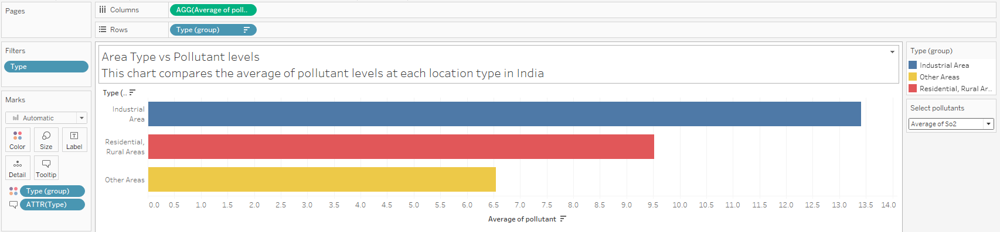 Pages
Columns
AGG(Average of poll..
Rows
Type (group)
Filters
Type
Marks
Automatic
Color
Size
Label
Detail
Tooltip
Type (group)
ATTR(Type)
Area Type vs Pollutant levels
This chart compares the average of pollutant levels at each location type in India
Type (..
Industrial
Area
Residential,
Rural Areas
Other Areas
0.0 0.5 1.0 1.5 2.0 2.5 3.0 3.5 4.0 4.5 5.0 5.5 6.0 6.5 7.0 7.5 8.0 8.5 9.0 9.5 10.0 10.5 11.0 11.5 12.0 12.5 13.0 13.5 14.0
Average of pollutant
Type (group)
Industrial Area
Other Areas
Residential, Rural Ar..
Select pollutants
Average of So2